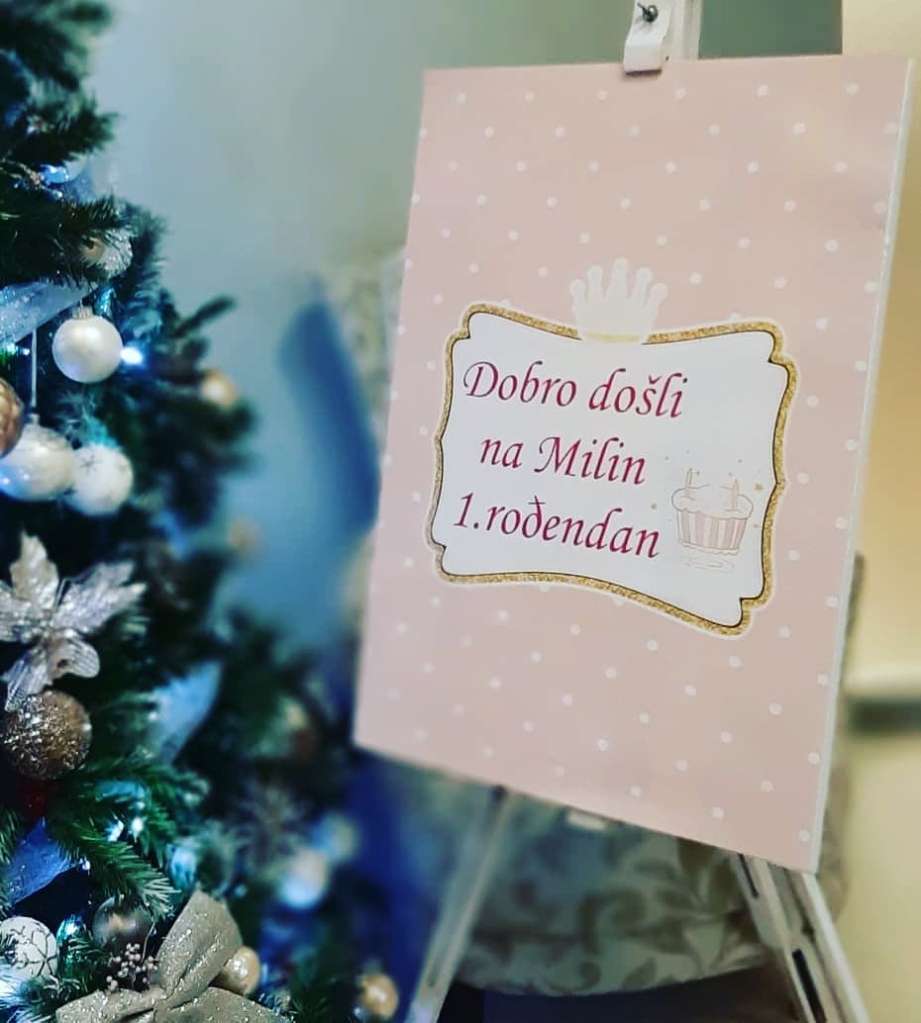 Dobro došli
na Milin
1.rođendan